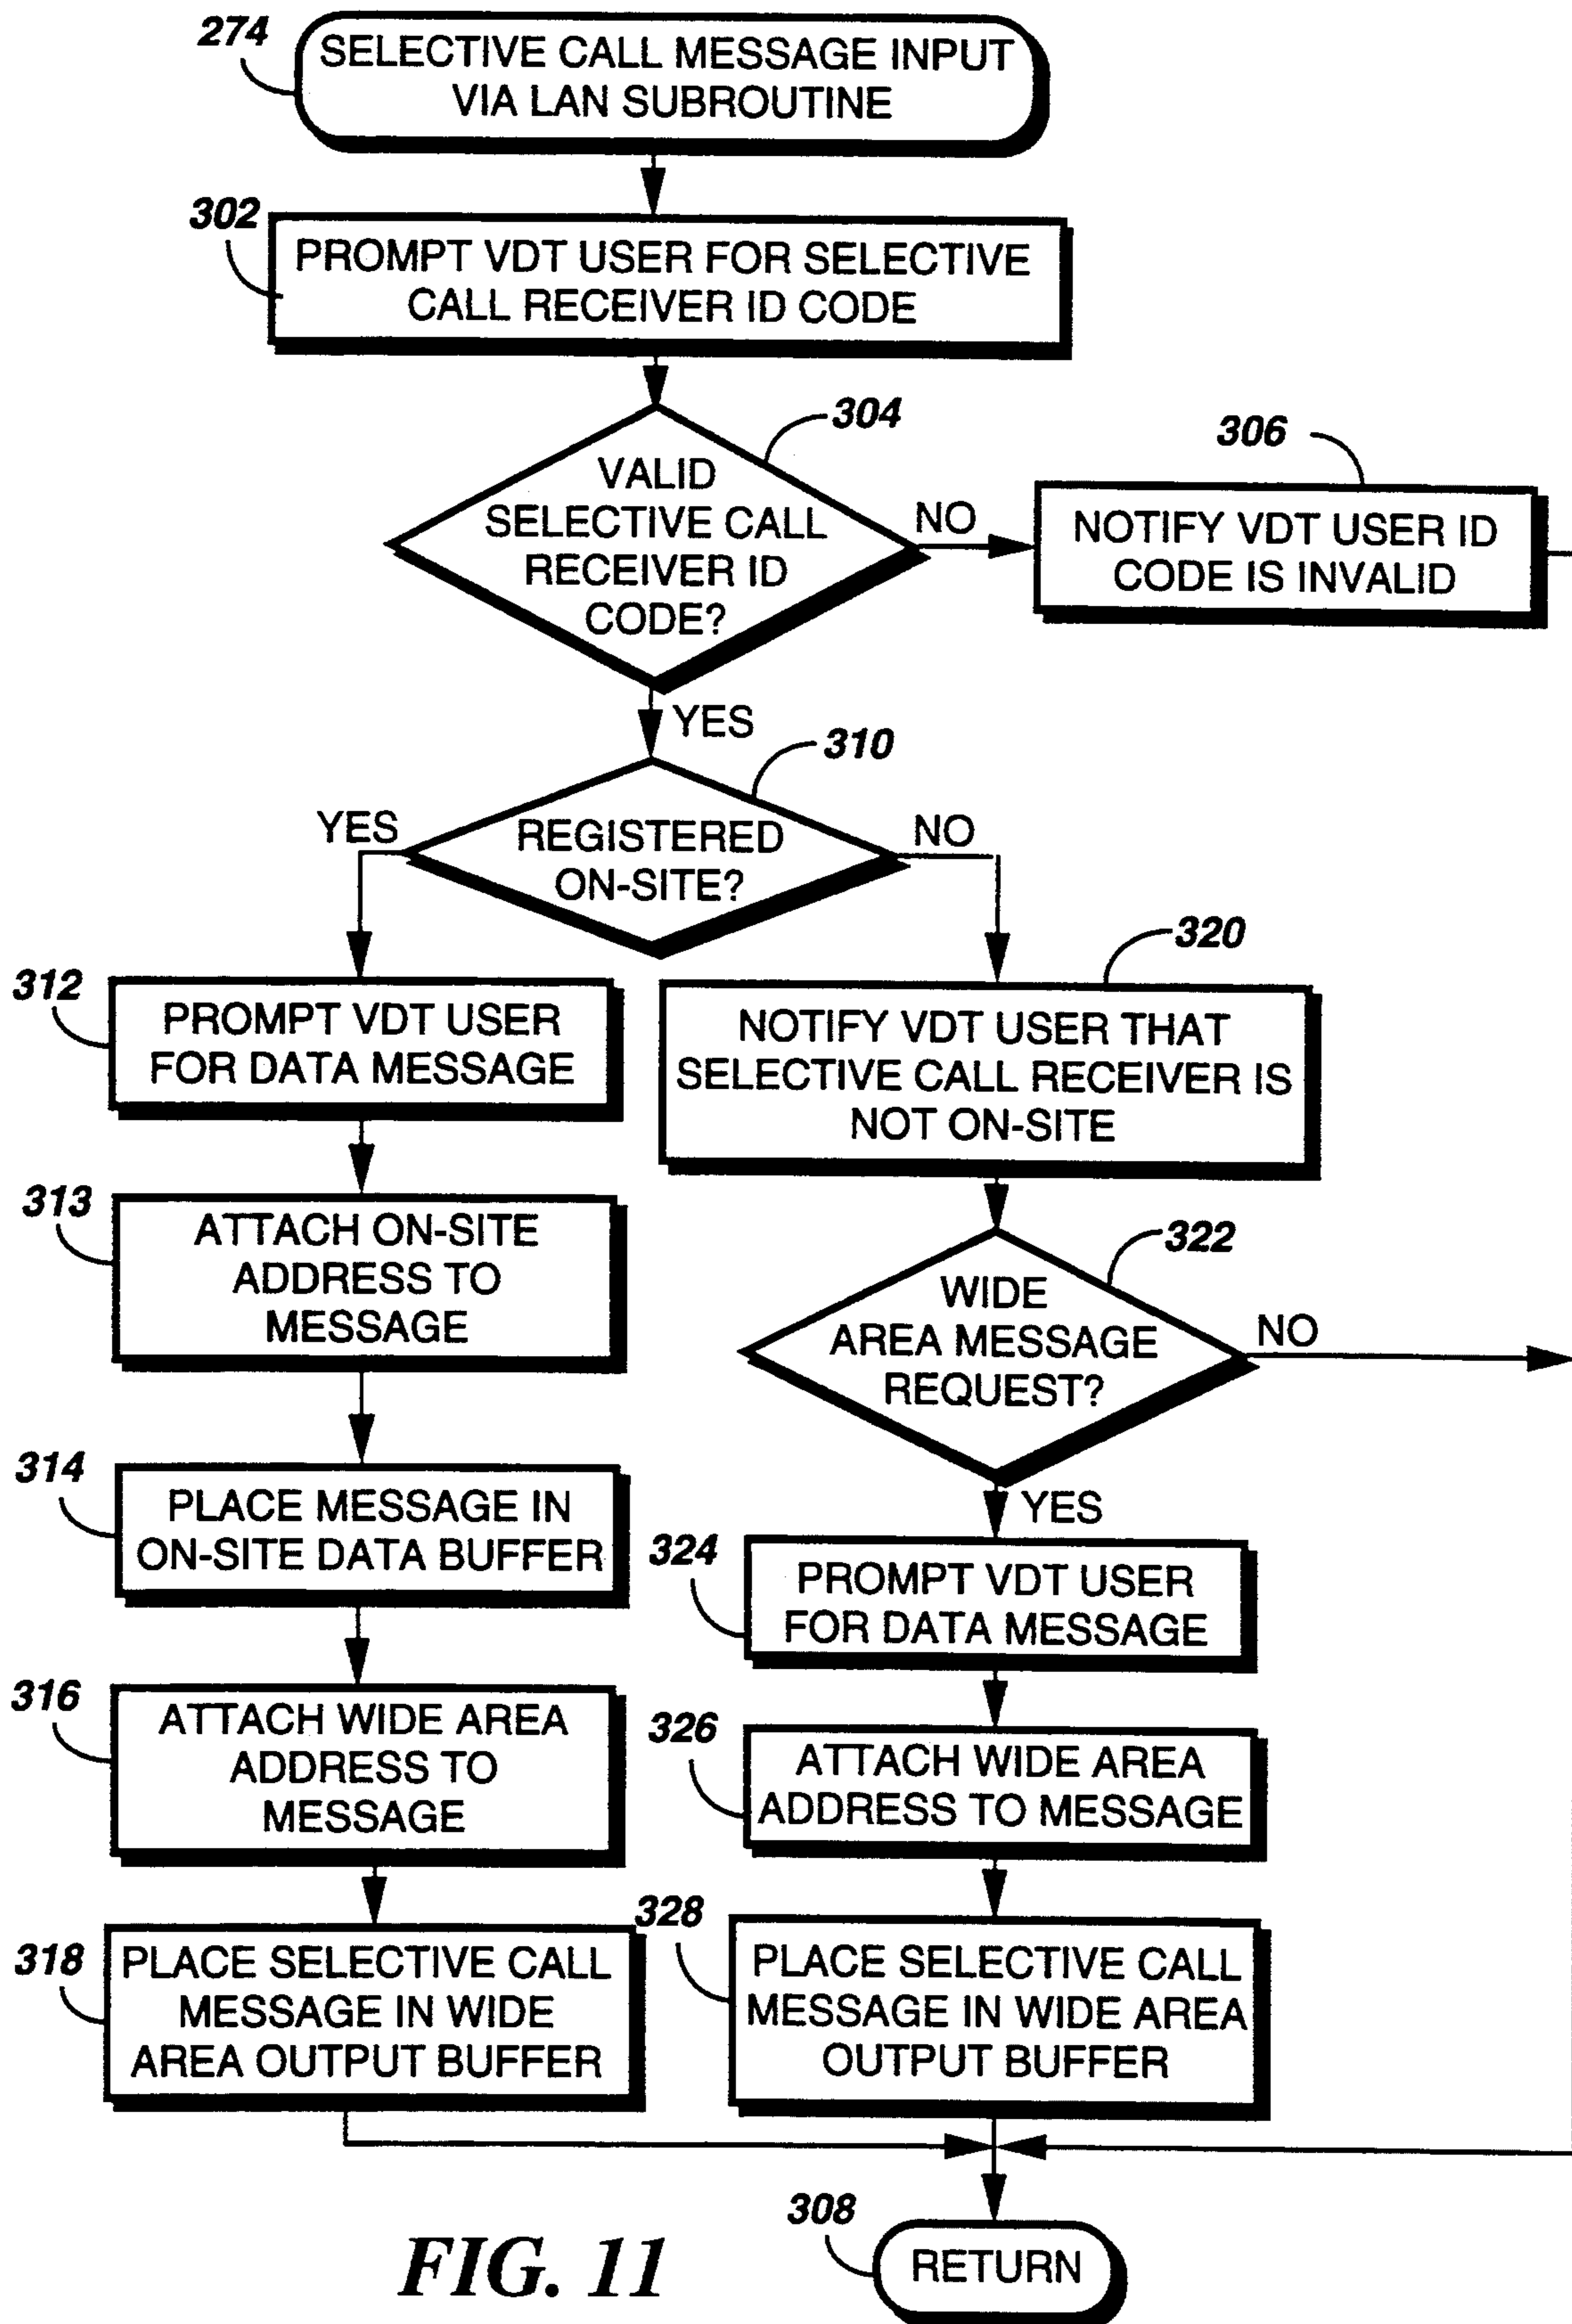 274
SELECTIVE CALL MESSAGE INPUT
VIA LAN SUBROUTINE
302
PROMPT VDT USER FOR SELECTIVE
CALL RECEIVER ID CODE
304
VALID
SELECTIVE CALL
RECEIVER ID
CODE?
NO
306
NOTIFY VDT USER ID
CODE IS INVALID
YES
310
REGISTERED
ON-SITE?
YES
NO
312
PROMPT VDT USER
FOR DATA MESSAGE
320
NOTIFY VDT USER THAT
SELECTIVE CALL RECEIVER IS
NOT ON-SITE
313
ATTACH ON-SITE
ADDRESS TO
MESSAGE
322
WIDE
AREA MESSAGE
REQUEST?
NO
YES
314
PLACE MESSAGE IN
ON-SITE DATA BUFFER
324
PROMPT VDT USER
FOR DATA MESSAGE
316
ATTACH WIDE AREA
ADDRESS TO
MESSAGE
326
ATTACH WIDE AREA
ADDRESS TO MESSAGE
318
PLACE SELECTIVE CALL
MESSAGE IN WIDE
AREA OUTPUT BUFFER
328
PLACE SELECTIVE CALL
MESSAGE IN WIDE AREA
OUTPUT BUFFER
308
RETURN
FIG. 11